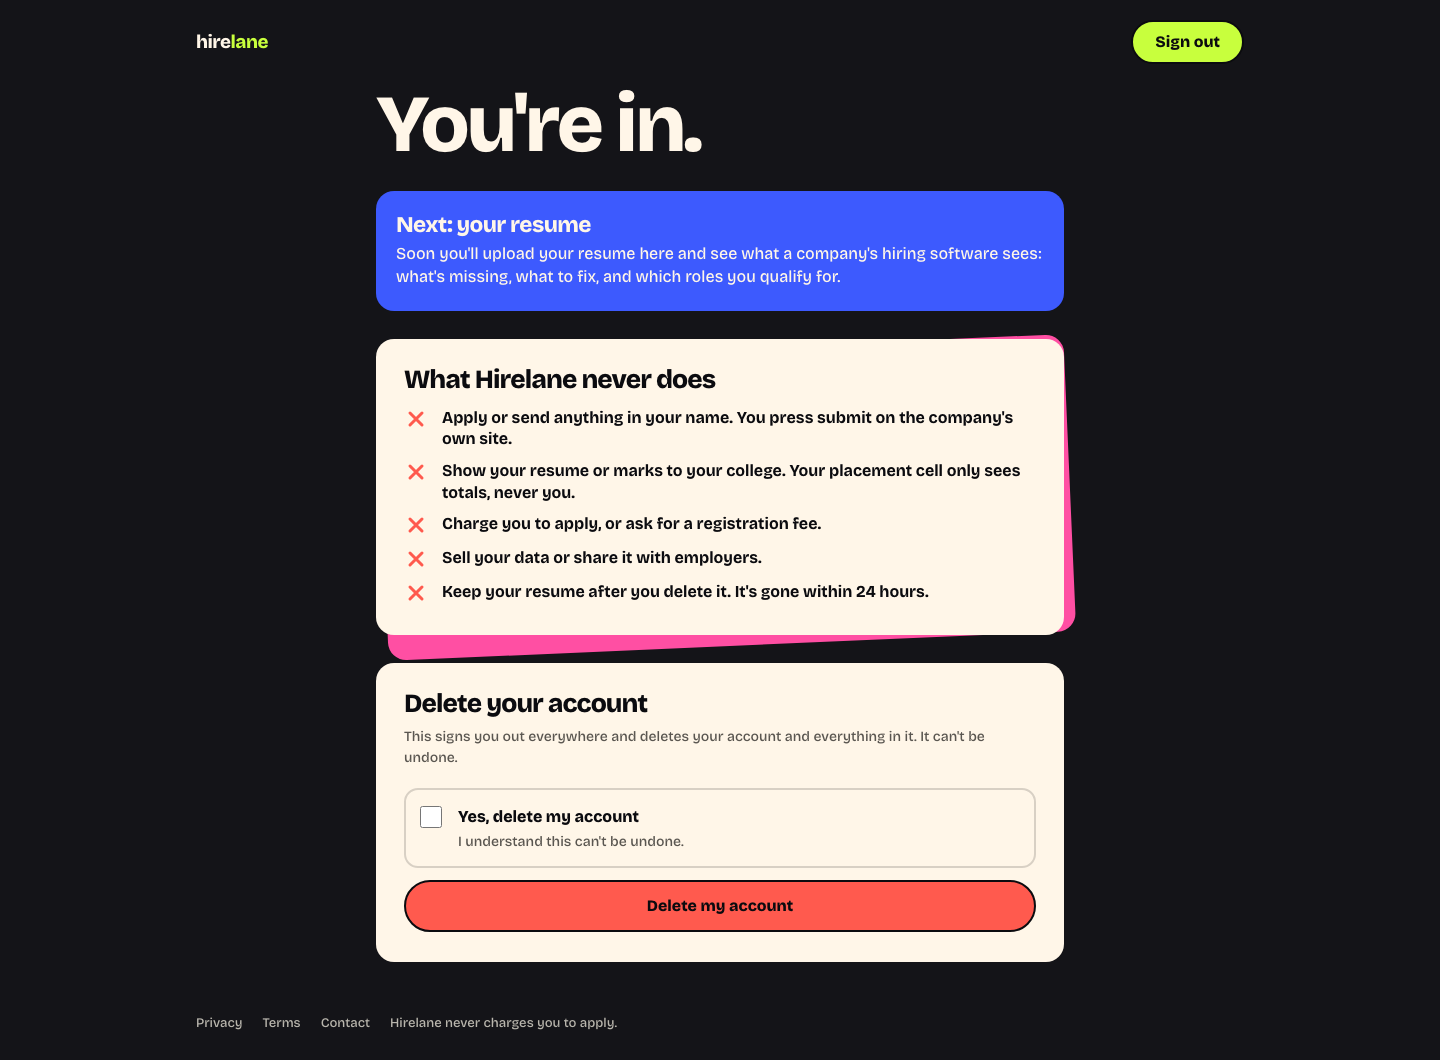 hirelane
Sign out
You're in.
Next: your resume
Soon you'll upload your resume here and see what a company's hiring software sees:
what's missing, what to fix, and which roles you qualify for.
What Hirelane never does
Apply or send anything in your name. You press submit on the company's
own site.
Show your resume or marks to your college. Your placement cell only sees
totals, never you.
Charge you to apply, or ask for a registration fee.
Sell your data or share it with employers.
Keep your resume after you delete it. It's gone within 24 hours.
Delete your account
This signs you out everywhere and deletes your account and everything in it. It can't be
undone.
Yes, delete my account
I understand this can't be undone.
Delete my account
Privacy Terms Contact Hirelane never charges you to apply.